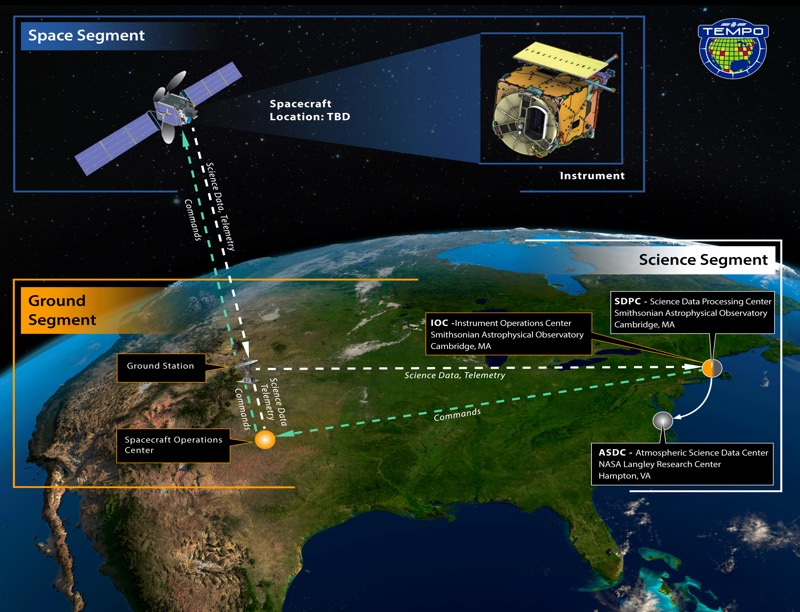 Space Segment
TEMPO
Spacecraft
Location: TBD
Instrument
Science Data, Telemetry
Commands
Science Segment
Ground
Segment
SDPC - Science Data Processing Center
Smithsonian Astrophysical Observatory
Cambridge, MA
IOC -Instrument Operations Center
Smithsonian Astrophysical Observatory
Cambridge, MA
Ground Station
Science Data, Telemetry
Science Data
Telemetry
Commands
Commands
Spacecraft Operations
Center
ASDC - Atmospheric Science Data Center
NASA Langley Research Center
Hampton, VA